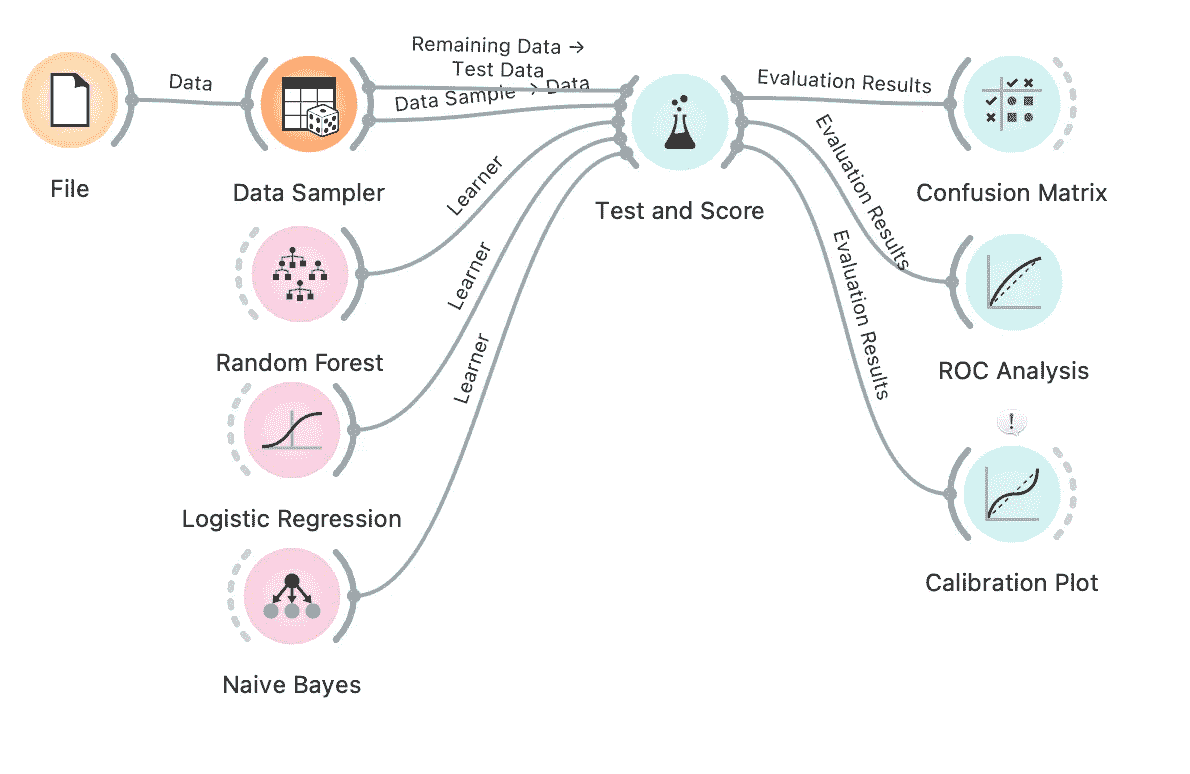 Remaining Data →
Test Data
Data
Data Sample → Data
Evaluation Results
File
Data Sampler
Test and Score
Confusion Matrix
Learner
Evaluation Results
Learner
Evaluation Results
Random Forest
ROC Analysis
Learner
!
Logistic Regression
Calibration Plot
Naive Bayes